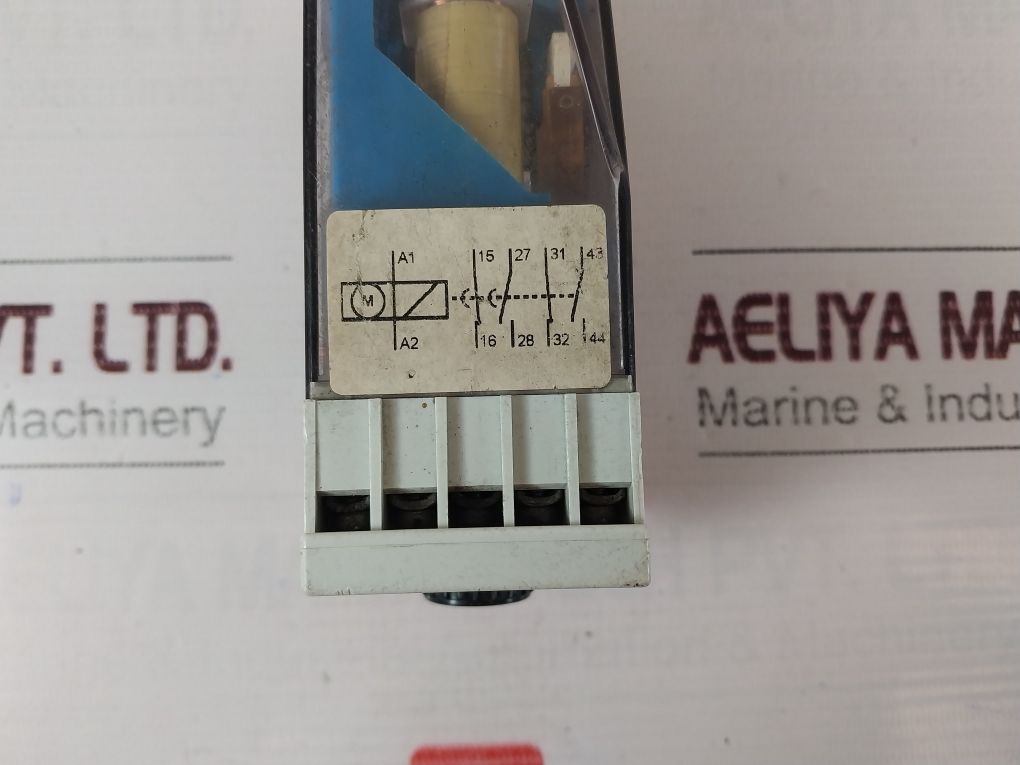 A1 15 27 31 43
M
A2 16 28 32 44
VT. LTD.
Machinery
AELIYA MA
Marine & Indu